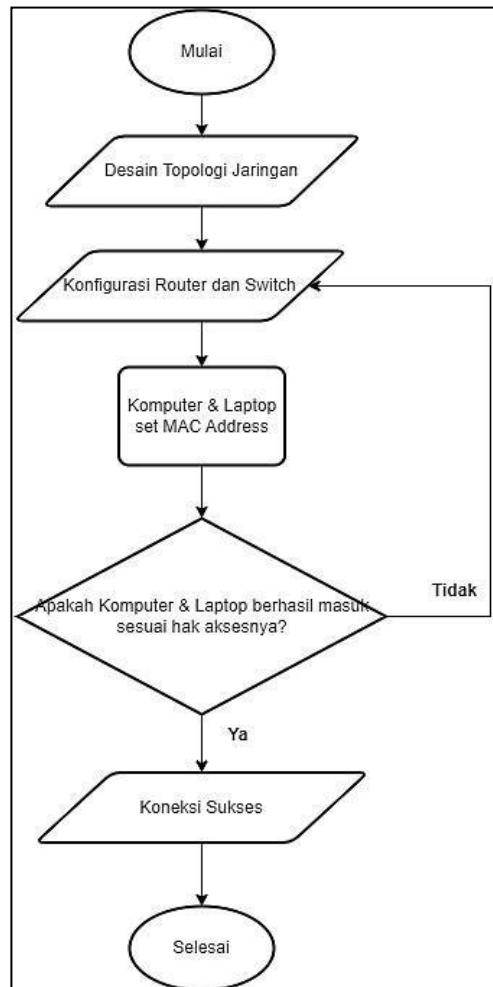 Mulai
Desain Topologi Jaringan
Konfigurasi Router dan Switch
Komputer & Laptop
set MAC Address
Apakah Komputer & Laptop berhasil masuk
sesuai hak aksesnya?
Tidak
Ya
Koneksi Sukses
Selesai